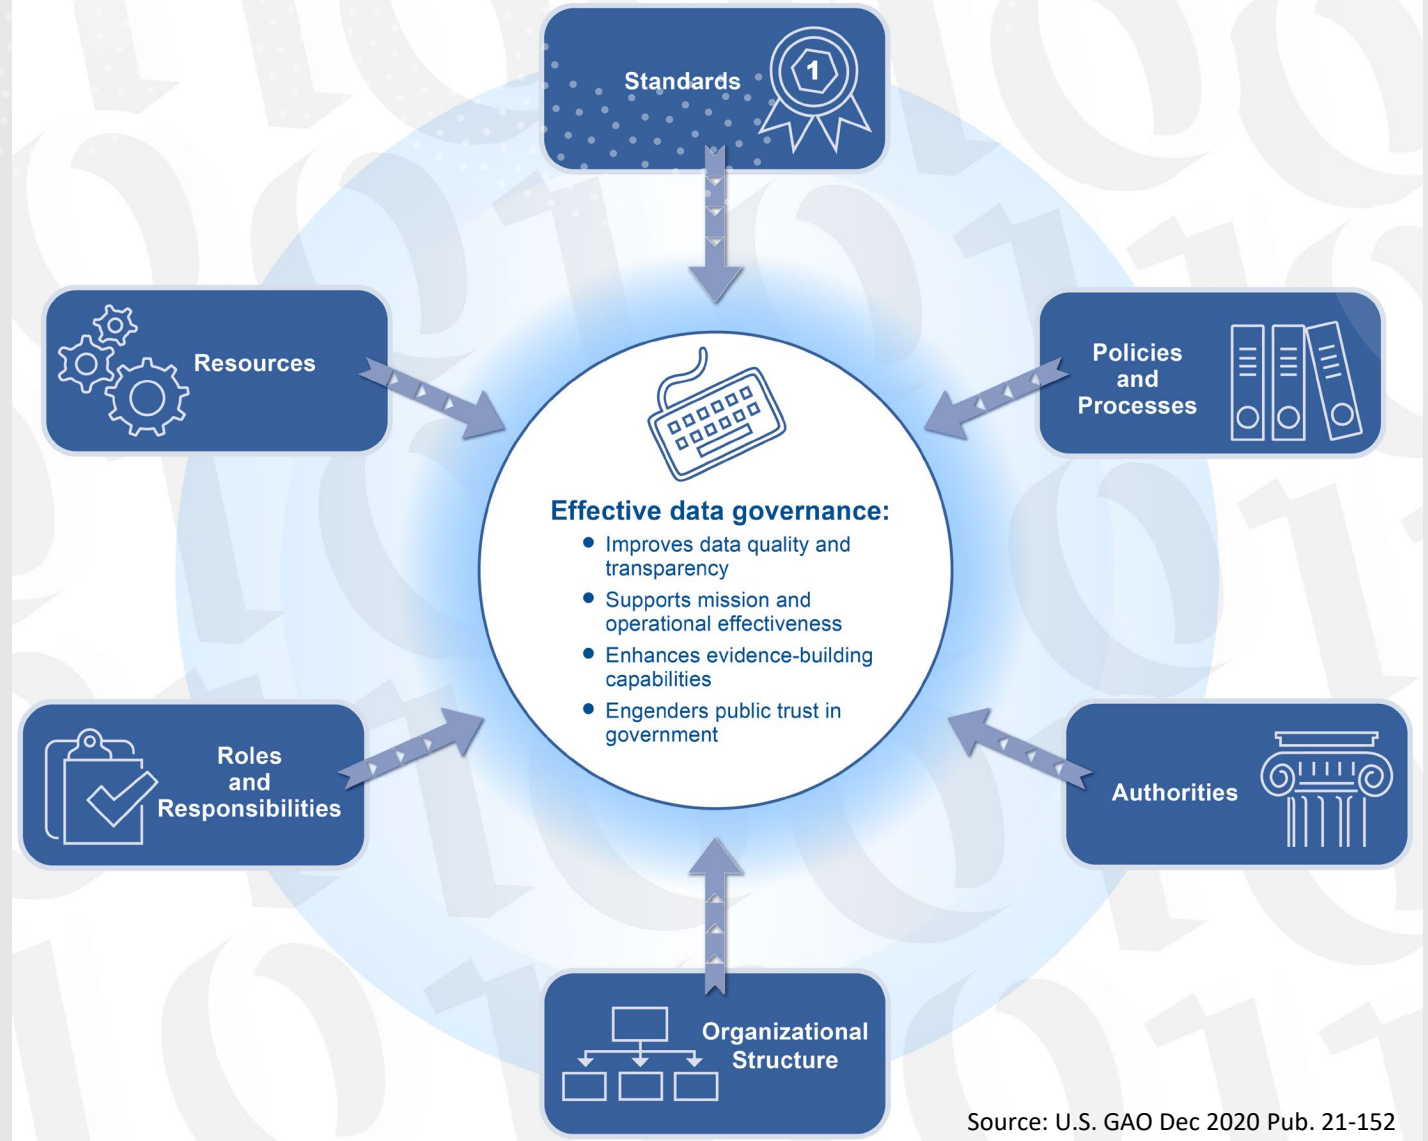 Standards
1
Resources
Policies
and
Processes
Effective data governance:
● Improves data quality and
transparency
● Supports mission and
operational effectiveness
● Enhances evidence-building
capabilities
● Engenders public trust in
government
Roles
and
Responsibilities
Authorities
Organizational
Structure
Source: U.S. GAO Dec 2020 Pub. 21-152